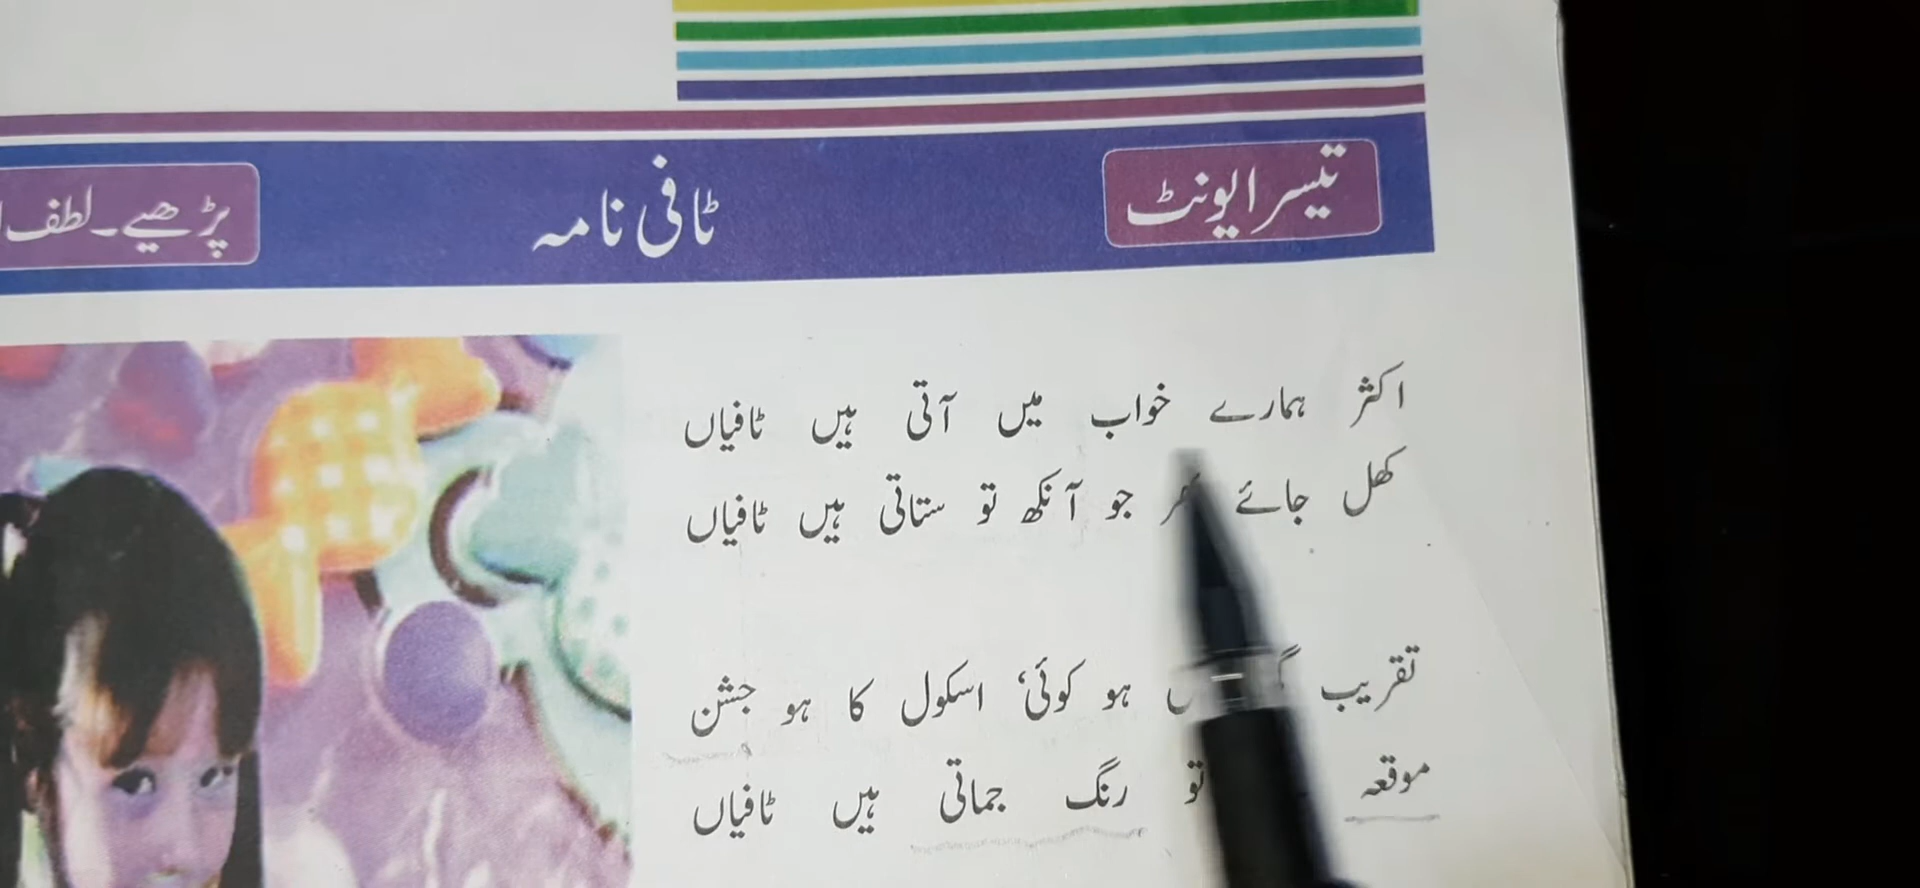 تیسرا یونٹ
ٹافی نامہ
پڑھیے۔ لطف
اکثر ہمارے خواب میں آتی ہیں ٹافیاں
کھل جائے جو آنکھ تو ستاتی ہیں ٹافیاں
تقریب ہو کوئی، اسکول کا ہو جشن
موقعہ تو رنگ جماتی ہیں ٹافیاں